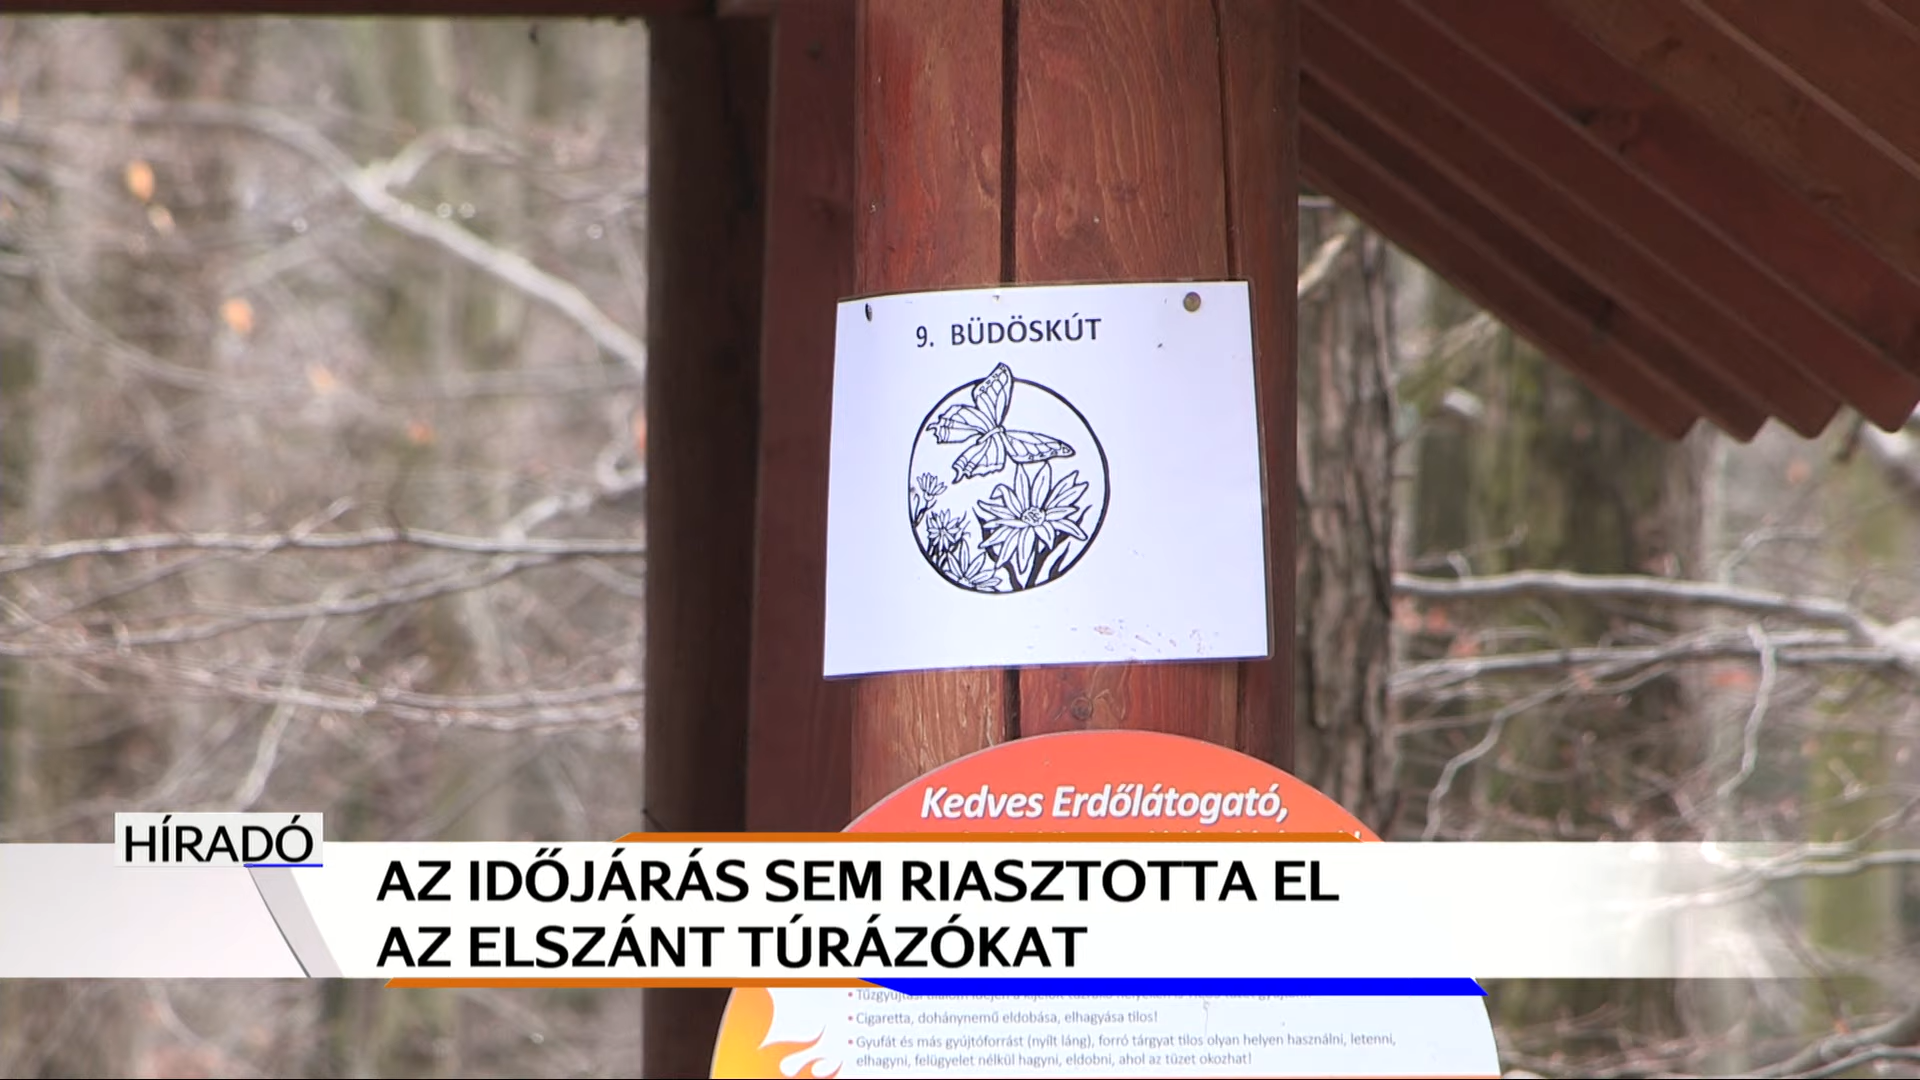 9. BÜDÖSKÚT
Kedves Erdőlátogató,
HÍRADÓ
AZ IDŐJÁRÁS SEM RIASZTOTTA EL
AZ ELSZÁNT TÚRÁZÓKAT
• Cigaretta, dohánynemű eldobása, elhagyása tilos!
• Gyufát és más gyújtóforrást (nyílt láng), forró tárgyat tilos olyan helyen használni, letenni,
elhagyni, felügyelet nélkül hagyni, eldobni, ahol az tüzet okozhat!